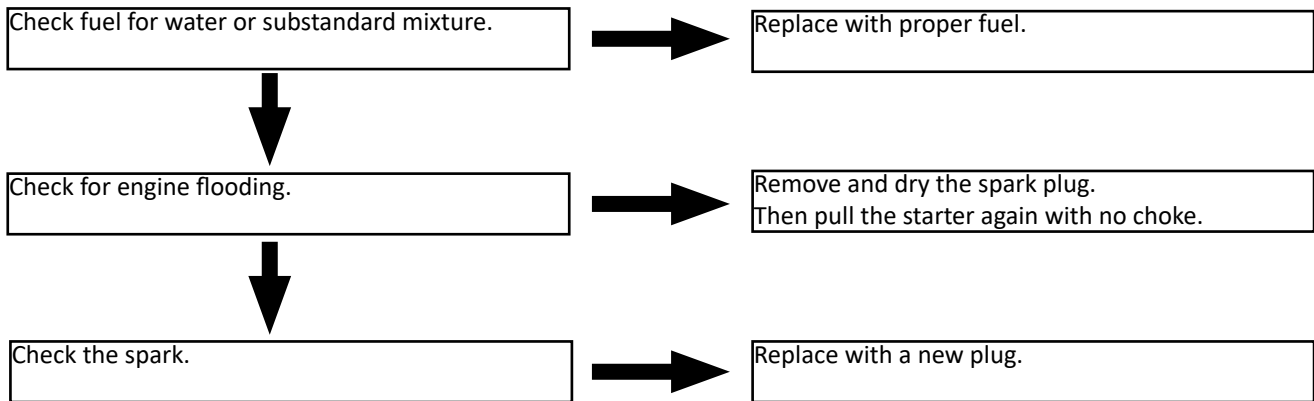 Check fuel for water or substandard mixture.
Replace with proper fuel.
Check for engine flooding.
Remove and dry the spark plug.
Then pull the starter again with no choke.
Check the spark.
Replace with a new plug.